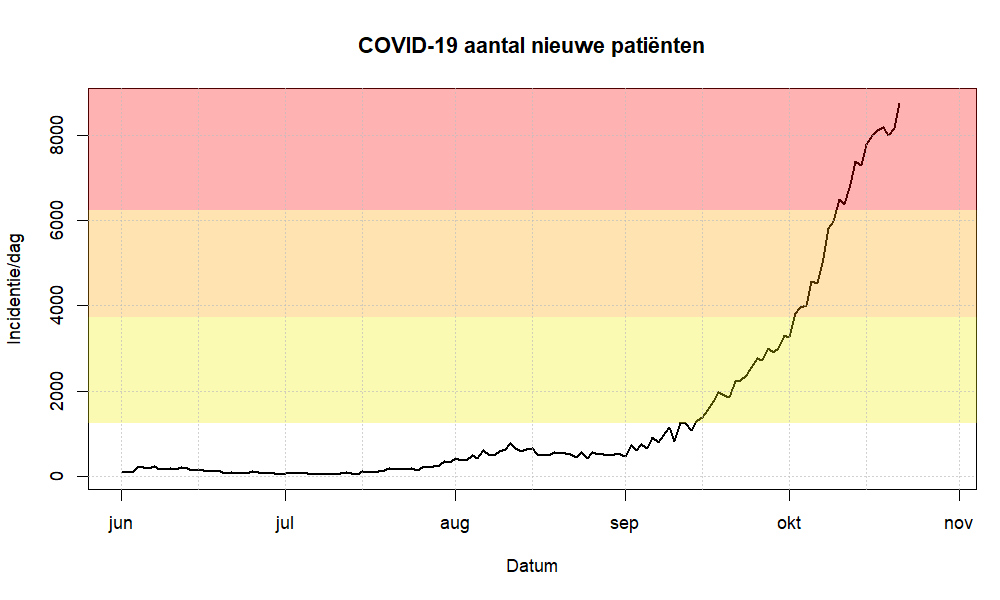 COVID-19 aantal nieuwe patiënten
Incidentie/dag
8000
6000
4000
2000
0
jun jul aug sep okt nov
Datum